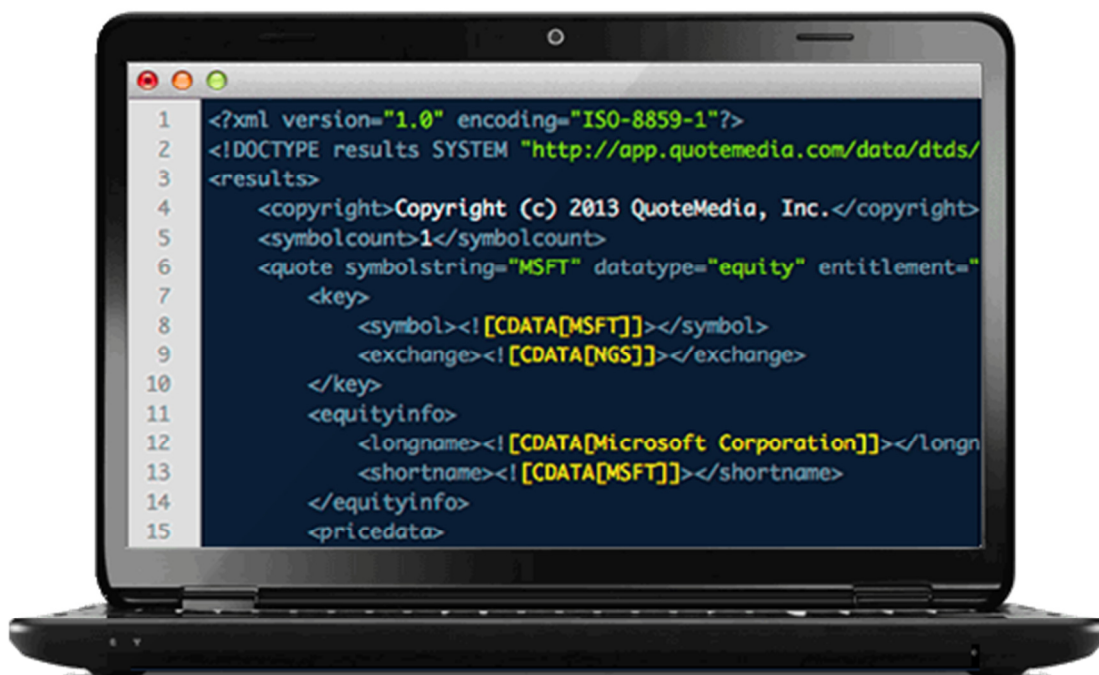 1 <?xml version="1.0" encoding="ISO-8859-1"?>
2 <!DOCTYPE results SYSTEM "http://app.quotemedia.com/data/dtds/
3 <results>
4 <copyright>Copyright (c) 2013 QuoteMedia, Inc.</copyright>
5 <symbolcount>1</symbolcount>
6 <quote symbolstring="MSFT" datatype="equity" entitlement="
7 <key>
8 <symbol><![CDATA[MSFT]]></symbol>
9 <exchange><![CDATA[NGS]]></exchange>
10 </key>
11 <equityinfo>
12 <longname><![CDATA[Microsoft Corporation]]></longn
13 <shortname><![CDATA[MSFT]]></shortname>
14 </equityinfo>
15 <pricedata>